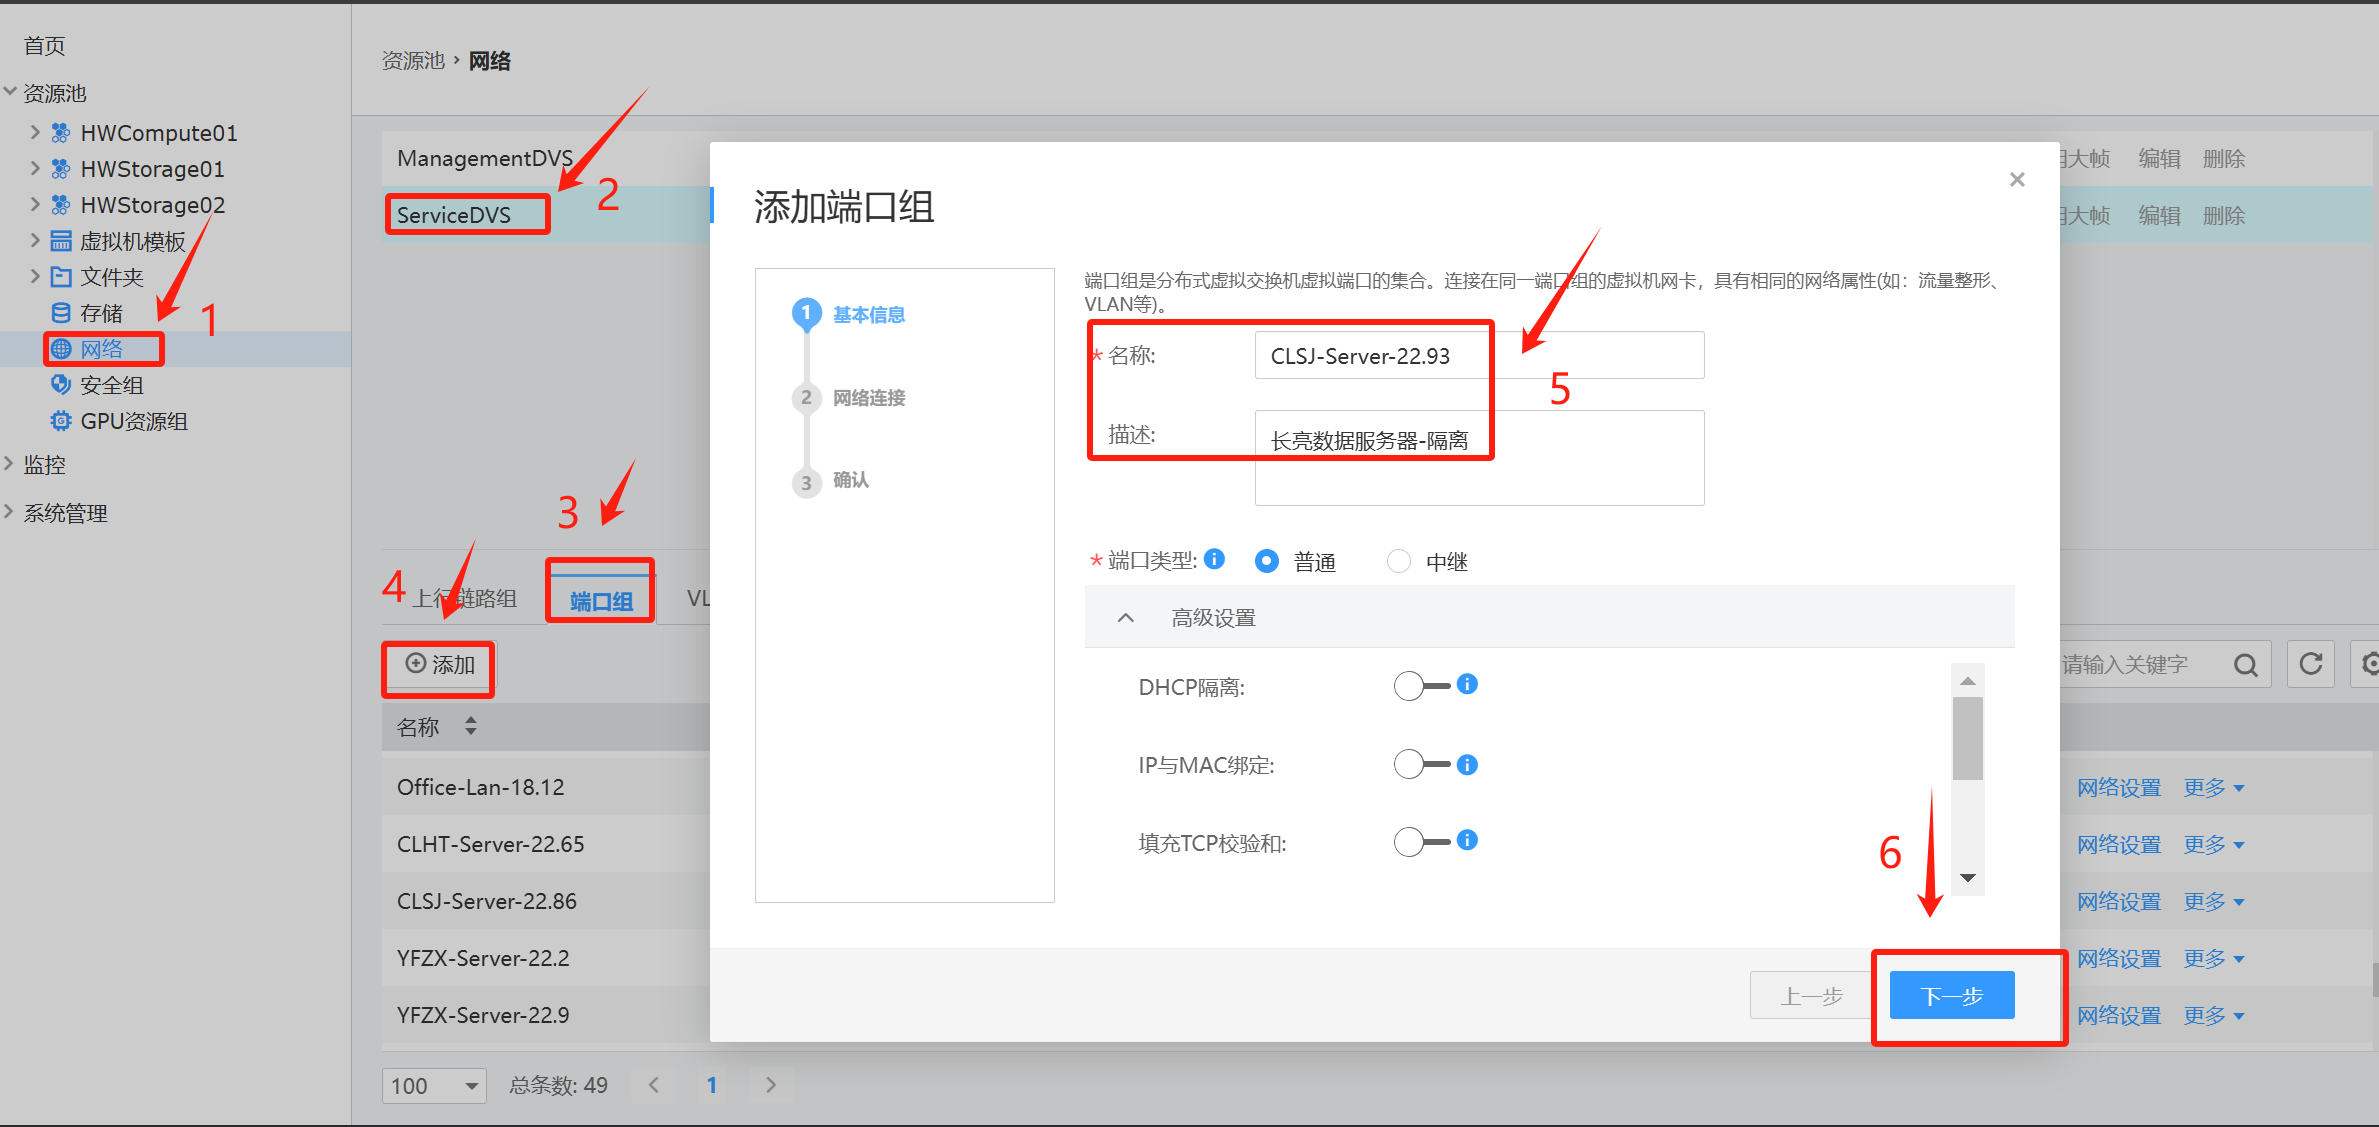 首页
资源池
HWCompute01
HWStorage01
HWStorage02
虚拟机模板
文件夹
存储
网络
安全组
GPU资源组
监控
系统管理
1
资源池 › 网络
ManagementDVS
ServiceDVS
2
大帧 编辑 删除
大帧 编辑 删除
3
4
上行链路组
端口组
VL
添加
请输入关键字
名称
Office-Lan-18.12
网络设置 更多
CLHT-Server-22.65
网络设置 更多
CLSJ-Server-22.86
网络设置 更多
YFZX-Server-22.2
网络设置 更多
YFZX-Server-22.9
网络设置 更多
100
总条数: 49
1
添加端口组
×
1 基本信息
2 网络连接
3 确认
端口组是分布式虚拟交换机虚拟端口的集合。连接在同一端口组的虚拟机网卡，具有相同的网络属性(如：流量整形、
VLAN等)。
* 名称:
CLSJ-Server-22.93
5
描述:
长亮数据服务器-隔离
* 端口类型:
普通
中继
高级设置
DHCP隔离:
IP与MAC绑定:
填充TCP校验和:
6
上一步
下一步